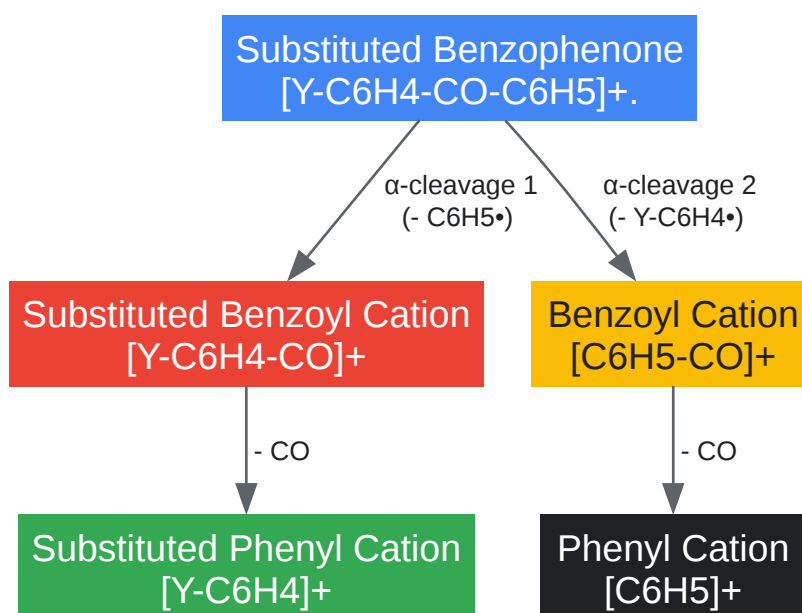 Substituted Benzophenone
[Y-C6H4-CO-C6H5]+.
α-cleavage 1
(- C6H5•)
α-cleavage 2
(- Y-C6H4•)
Substituted Benzoyl Cation
[Y-C6H4-CO]+
Benzoyl Cation
[C6H5-CO]+
- CO
- CO
Substituted Phenyl Cation
[Y-C6H4]+
Phenyl Cation
[C6H5]+